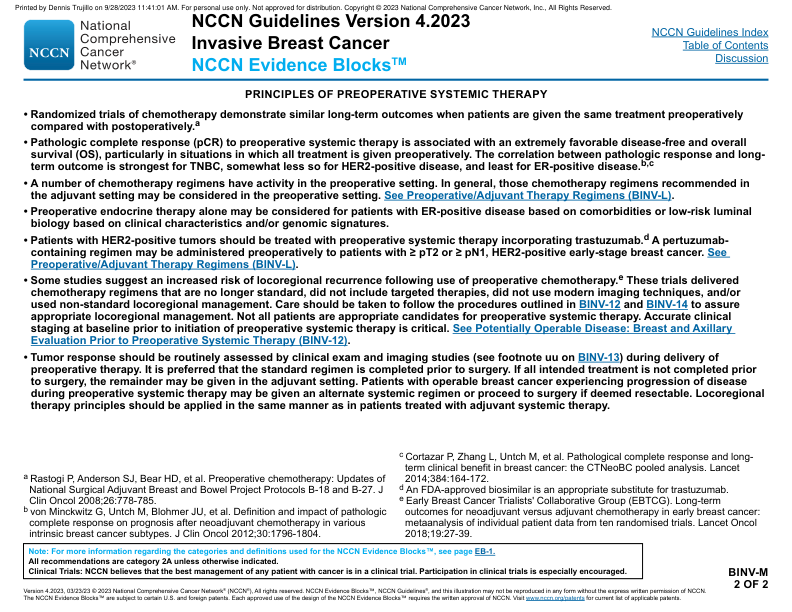 Printed by Dennis Trujillo on 9/28/2023 11:41:01 AM. For personal use only. Not approved for distribution. Copyright © 2023 National Comprehensive Cancer Network, Inc., All Rights Reserved.
NCCN
National
Comprehensive
Cancer
Network®
NCCN Guidelines Version 4.2023
Invasive Breast Cancer
NCCN Evidence Blocks™
NCCN Guidelines Index
Table of Contents
Discussion
PRINCIPLES OF PREOPERATIVE SYSTEMIC THERAPY
• Randomized trials of chemotherapy demonstrate similar long-term outcomes when patients are given the same treatment preoperatively
compared with postoperatively.a
• Pathologic complete response (pCR) to preoperative systemic therapy is associated with an extremely favorable disease-free and overall
survival (OS), particularly in situations in which all treatment is given preoperatively. The correlation between pathologic response and long-
term outcome is strongest for TNBC, somewhat less so for HER2-positive disease, and least for ER-positive disease.b,c
• A number of chemotherapy regimens have activity in the preoperative setting. In general, those chemotherapy regimens recommended in
the adjuvant setting may be considered in the preoperative setting. See Preoperative/Adjuvant Therapy Regimens (BINV-L).
• Preoperative endocrine therapy alone may be considered for patients with ER-positive disease based on comorbidities or low-risk luminal
biology based on clinical characteristics and/or genomic signatures.
• Patients with HER2-positive tumors should be treated with preoperative systemic therapy incorporating trastuzumab.d A pertuzumab-
containing regimen may be administered preoperatively to patients with ≥ pT2 or ≥ pN1, HER2-positive early-stage breast cancer. See
Preoperative/Adjuvant Therapy Regimens (BINV-L).
• Some studies suggest an increased risk of locoregional recurrence following use of preoperative chemotherapy.e These trials delivered
chemotherapy regimens that are no longer standard, did not include targeted therapies, did not use modern imaging techniques, and/or
used non-standard locoregional management. Care should be taken to follow the procedures outlined in BINV-12 and BINV-14 to assure
appropriate locoregional management. Not all patients are appropriate candidates for preoperative systemic therapy. Accurate clinical
staging at baseline prior to initiation of preoperative systemic therapy is critical. See Potentially Operable Disease: Breast and Axillary
Evaluation Prior to Preoperative Systemic Therapy (BINV-12).
• Tumor response should be routinely assessed by clinical exam and imaging studies (see footnote uu on BINV-13) during delivery of
preoperative therapy. It is preferred that the standard regimen is completed prior to surgery. If all intended treatment is not completed prior
to surgery, the remainder may be given in the adjuvant setting. Patients with operable breast cancer experiencing progression of disease
during preoperative systemic therapy may be given an alternate systemic regimen or proceed to surgery if deemed resectable. Locoregional
therapy principles should be applied in the same manner as in patients treated with adjuvant systemic therapy.
a Rastogi P, Anderson SJ, Bear HD, et al. Preoperative chemotherapy: Updates of
National Surgical Adjuvant Breast and Bowel Project Protocols B-18 and B-27. J
Clin Oncol 2008;26:778-785.
b von Minckwitz G, Untch M, Blohmer JU, et al. Definition and impact of pathologic
complete response on prognosis after neoadjuvant chemotherapy in various
intrinsic breast cancer subtypes. J Clin Oncol 2012;30:1796-1804.
c Cortazar P, Zhang L, Untch M, et al. Pathological complete response and long-
term clinical benefit in breast cancer: the CTNeoBC pooled analysis. Lancet
2014;384:164-172.
d An FDA-approved biosimilar is an appropriate substitute for trastuzumab.
e Early Breast Cancer Trialists' Collaborative Group (EBTCG). Long-term
outcomes for neoadjuvant versus adjuvant chemotherapy in early breast cancer:
metaanalysis of individual patient data from ten randomised trials. Lancet Oncol
2018;19:27-39.
Note: For more information regarding the categories and definitions used for the NCCN Evidence Blocks™, see page EB-1.
All recommendations are category 2A unless otherwise indicated.
Clinical Trials: NCCN believes that the best management of any patient with cancer is in a clinical trial. Participation in clinical trials is especially encouraged.
BINV-M
2 OF 2
Version 4.2023, 03/23/23 © 2023 National Comprehensive Cancer Network® (NCCN®), All rights reserved. NCCN Evidence Blocks™, NCCN Guidelines®, and this illustration may not be reproduced in any form without the express written permission of NCCN.
The NCCN Evidence Blocks™ are subject to certain U.S. and foreign patents. Each approved use of the design of the NCCN Evidence Blocks™ requires the written approval of NCCN. Visit www.nccn.org/patents for current list of applicable patents.